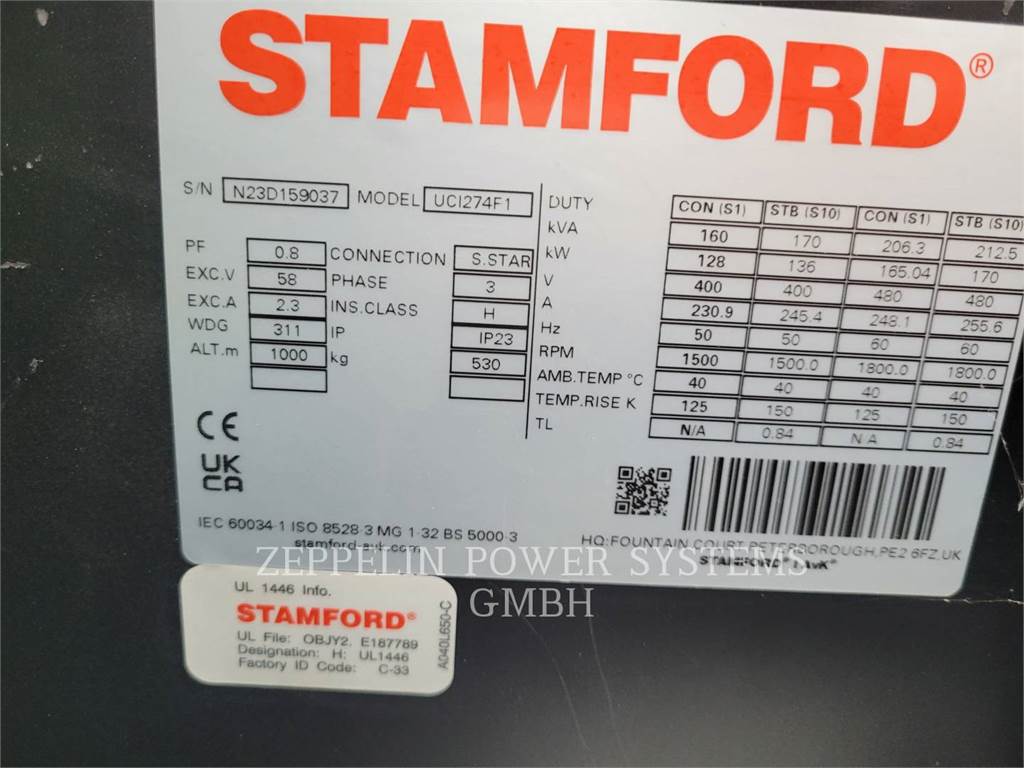 STAMFORD®
S/N N23D159037 MODEL UCI274F1
PF 0.8 CONNECTION S.STAR
EXC.V 58 PHASE 3
EXC.A 2.3 INS.CLASS H
WDG 311 IP IP23
ALT.m 1000 kg 530
DUTY CON (S1) STB (S10) CON (S1) STB (S10)
kVA 160 170 206.3 212.5
kW 128 136 165.04 170
V 400 400 480 480
A 230.9 245.4 248.1 255.6
Hz 50 50 60 60
RPM 1500 1500.0 1800.0 1800.0
AMB.TEMP °C 40 40 40 40
TEMP.RISE K 125 150 125 150
TL N/A 0.84 N A 0.84
CE
UK
CA
IEC 60034-1 ISO 8528-3 MG 1-32 BS 5000-3
stamford-avk.com
HQ:FOUNTAIN COURT,PETERBOROUGH,PE2 6FZ,UK
STAMFORD® | AvK®
ZEPPELIN POWER SYSTEMS
GMBH
UL 1446 Info.
STAMFORD®
UL File: OBJY2. E187789
Designation: H: UL1446
Factory ID Code: C-33
A040L650-C